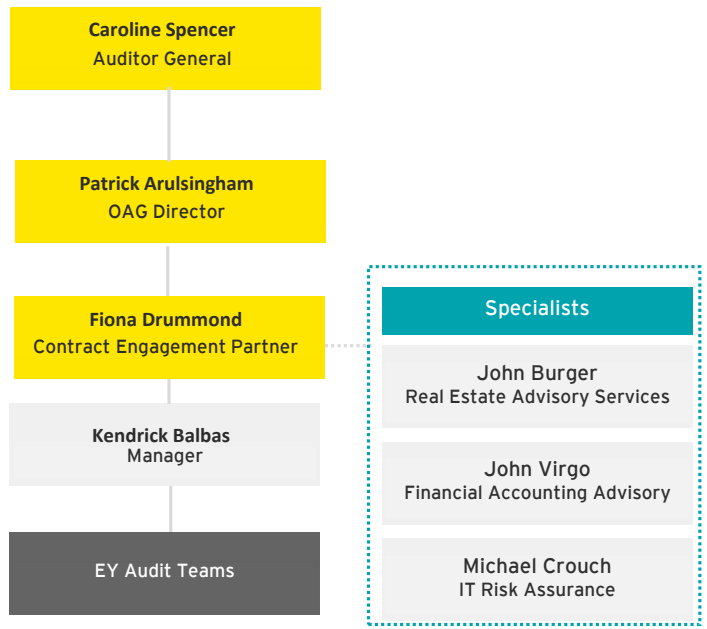 Caroline Spencer
Auditor General
Patrick Arulsingham
OAG Director
Fiona Drummond
Contract Engagement Partner
Kendrick Balbas
Manager
EY Audit Teams
Specialists
John Burger
Real Estate Advisory Services
John Virgo
Financial Accounting Advisory
Michael Crouch
IT Risk Assurance